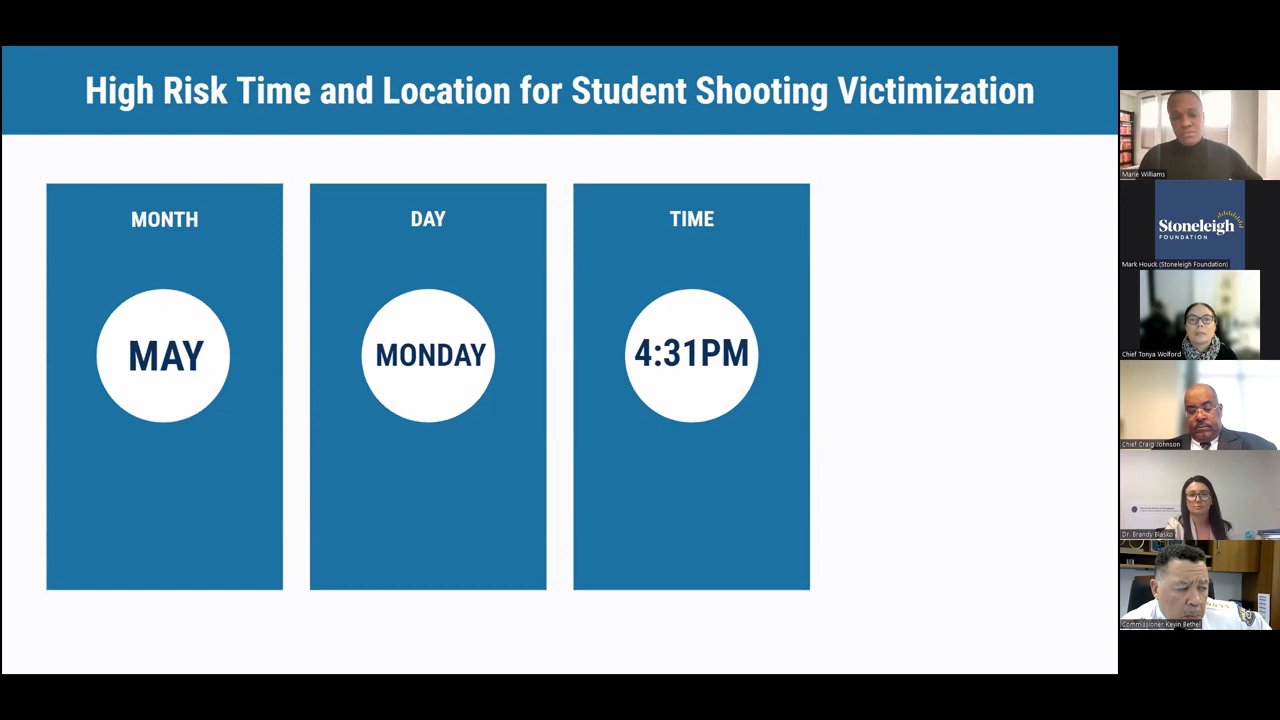 High Risk Time and Location for Student Shooting Victimization
MONTH
DAY
TIME
MAY
MONDAY
4:31PM
Marie Williams
Stoneleigh
FOUNDATION
Mark Houck (Stoneleigh Foundation)
Chief Tonya Wolford
Chief Craig Johnson
Dr. Brandy Blasko
Commissioner Kevin Bethel